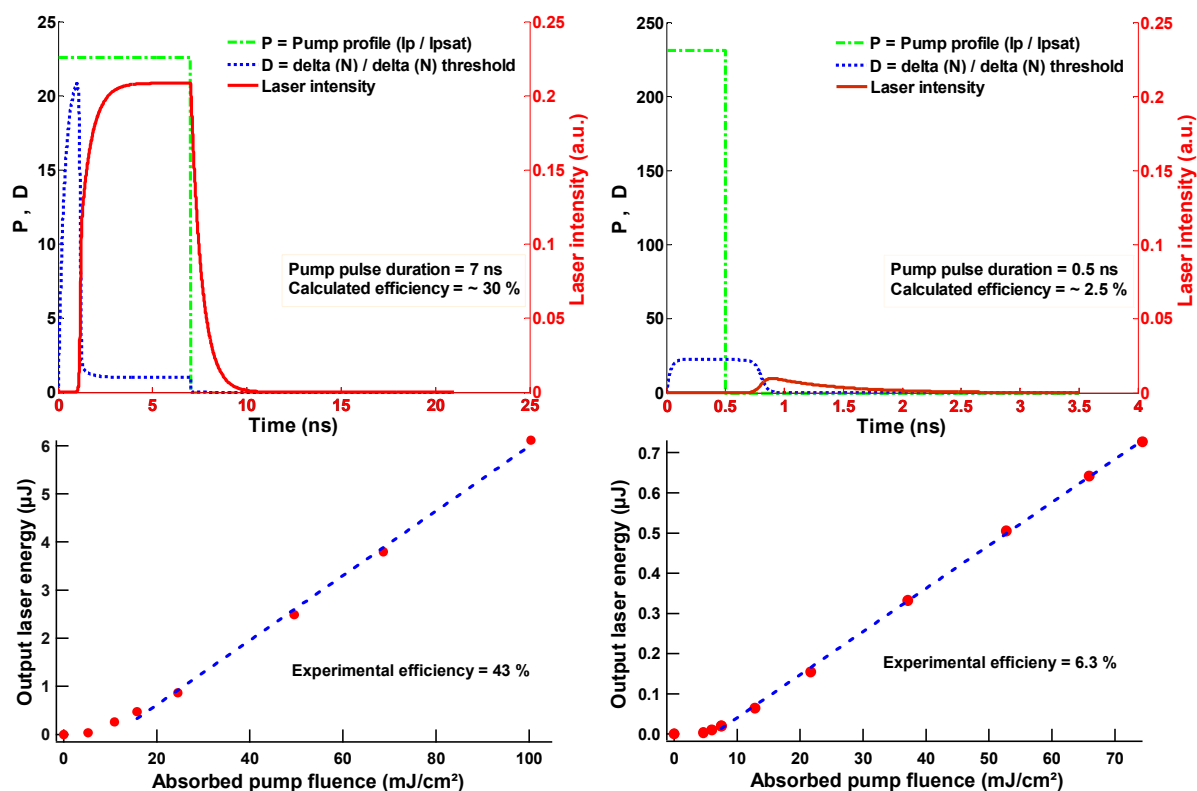 25
20
15
10
5
0
P , D
0.25
0.20
0.15
0.1
0.05
0
Laser intensity (a.u.)
P = Pump profile (Ip / Ipsat)
D = delta (N) / delta (N) threshold
Laser intensity
Pump pulse duration = 7 ns
Calculated efficiency = ~ 30 %
0 5 10 15 20 25
Time (ns)
250
200
150
100
50
0
P , D
0.25
0.20
0.15
0.1
0.05
0
Laser intensity (a.u.)
P = Pump profile (Ip / Ipsat)
D = delta (N) / delta (N) threshold
Laser intensity
Pump pulse duration = 0.5 ns
Calculated efficiency = ~ 2.5 %
0 0.5 1 1.5 2 2.5 3 3.5 4
Time (ns)
6
5
4
3
2
1
0
Output laser energy (µJ)
Experimental efficiency = 43 %
0 20 40 60 80 100
Absorbed pump fluence (mJ/cm²)
0.7
0.6
0.5
0.4
0.3
0.2
0.1
0.0
Output laser energy (µJ)
Experimental efficieny = 6.3 %
0 10 20 30 40 50 60 70
Absorbed pump fluence (mJ/cm²)